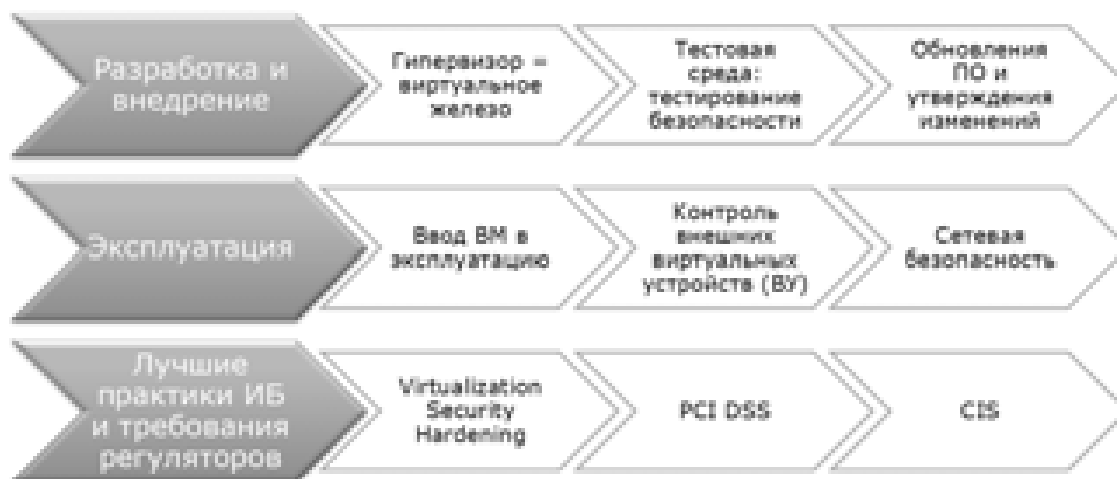 Разработка и
внедрение
Гипервизор =
виртуальное
железо
Тестовая
среда:
тестирование
безопасности
Обновления
ПО и
утверждения
изменений
Эксплуатация
Ввод ВМ в
эксплуатацию
Контроль
внешних
виртуальных
устройств (ВУ)
Сетевая
безопасность
Лучшие
практики ИБ
и требования
регуляторов
Virtualization
Security
Hardening
PCI DSS
CIS